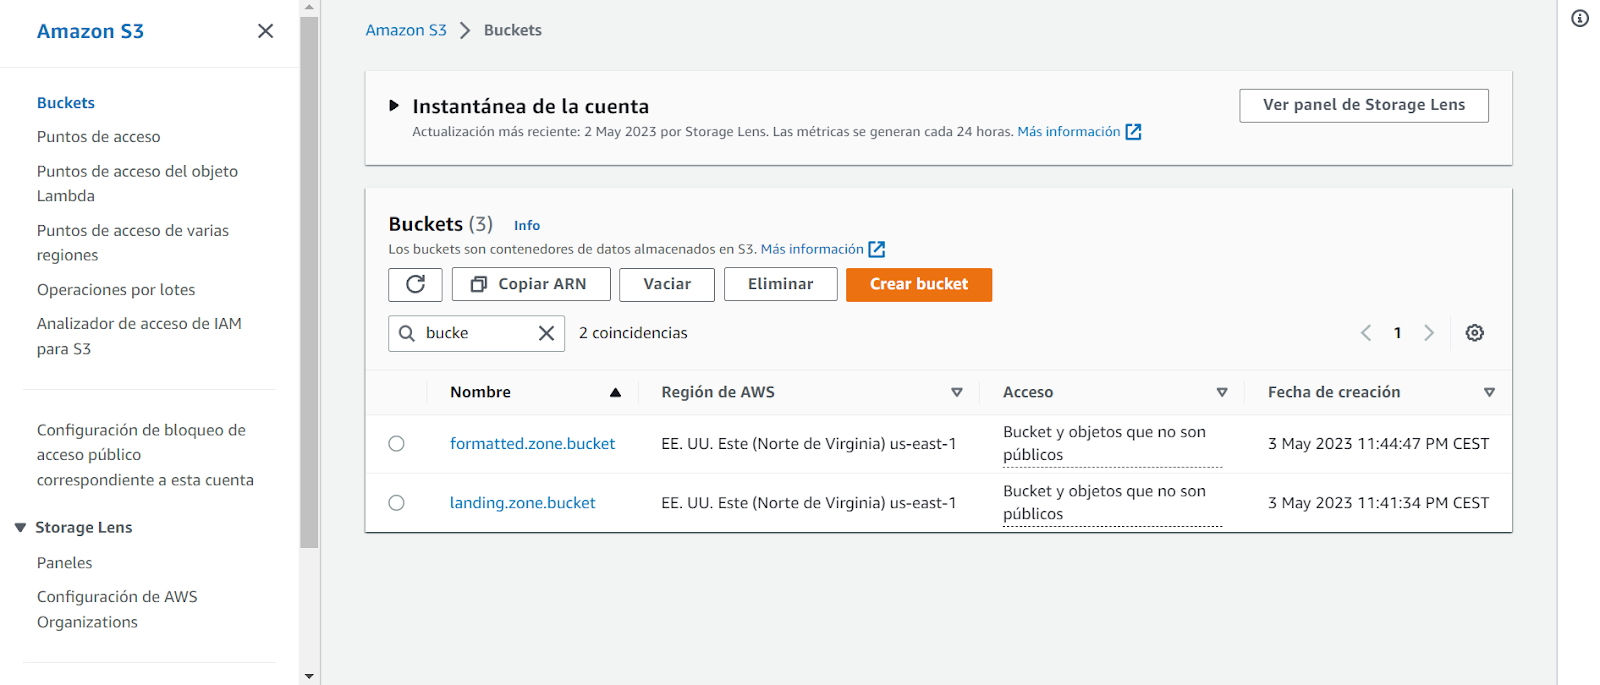 Amazon S3
Buckets
Puntos de acceso
Puntos de acceso del objeto
Lambda
Puntos de acceso de varias
regiones
Operaciones por lotes
Analizador de acceso de IAM
para S3
Configuración de bloqueo de
acceso público
correspondiente a esta cuenta
Storage Lens
Paneles
Configuración de AWS
Organizations
Amazon S3 > Buckets
Instantánea de la cuenta
Actualización más reciente: 2 May 2023 por Storage Lens. Las métricas se generan cada 24 horas. Más información
Ver panel de Storage Lens
Buckets (3) Info
Los buckets son contenedores de datos almacenados en S3. Más información
Copiar ARN Vaciar Eliminar Crear bucket
bucke 2 coincidencias 1
Nombre Región de AWS Acceso Fecha de creación
formatted.zone.bucket EE. UU. Este (Norte de Virginia) us-east-1 Bucket y objetos que no son
públicos 3 May 2023 11:44:47 PM CEST
landing.zone.bucket EE. UU. Este (Norte de Virginia) us-east-1 Bucket y objetos que no son
públicos 3 May 2023 11:41:34 PM CEST